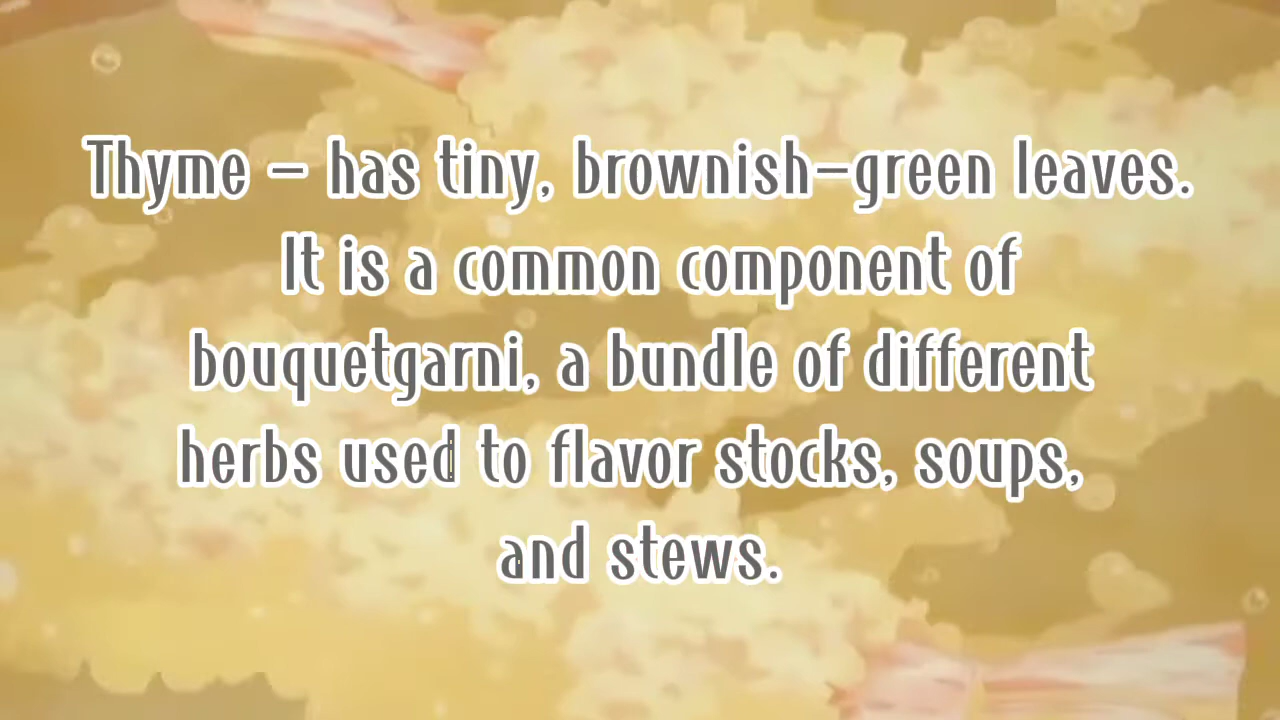 Thyme - has tiny, brownish-green leaves.
It is a common component of
bouquetgarni, a bundle of different
herbs used to flavor stocks, soups,
and stews.